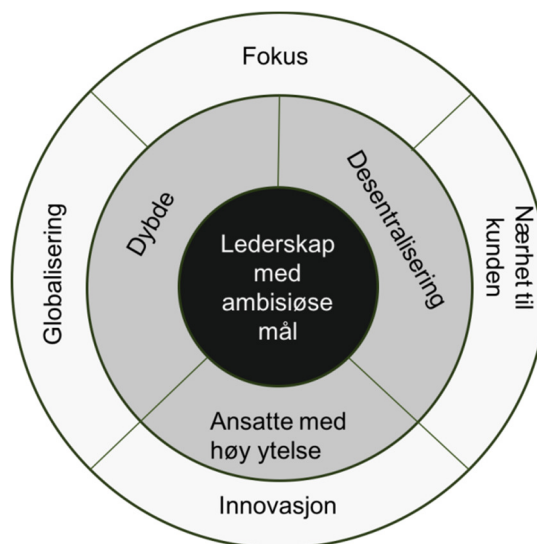 Fokus
Dybde
Desentralisering
Globalisering
Nærhet til
kunden
Lederskap
med
ambisiøse
mål
Ansatte med
høy ytelse
Innovasjon